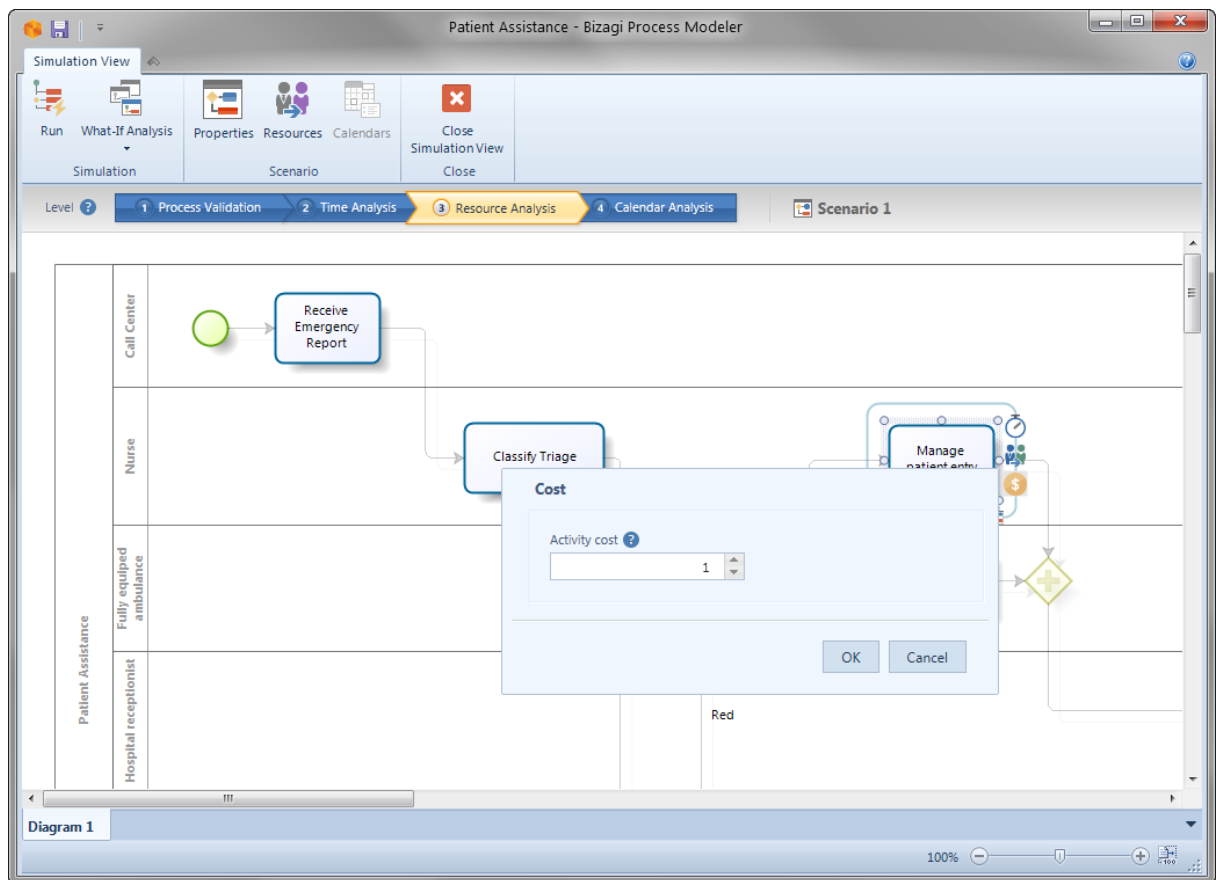 Patient Assistance - Bizagi Process Modeler
Simulation View
Run
What-If Analysis
Properties
Resources
Calendars
Close
Simulation View
Simulation
Scenario
Close
Level ?
1 Process Validation
2 Time Analysis
3 Resource Analysis
4 Calendar Analysis
Scenario 1
Patient Assistance
Call Center
Receive
Emergency
Report
Nurse
Classify Triage
Manage
patient entry
$
Cost
Activity cost ?
1
OK
Cancel
Fully equiped
ambulance
Hospital receptionist
Red
Diagram 1
100%